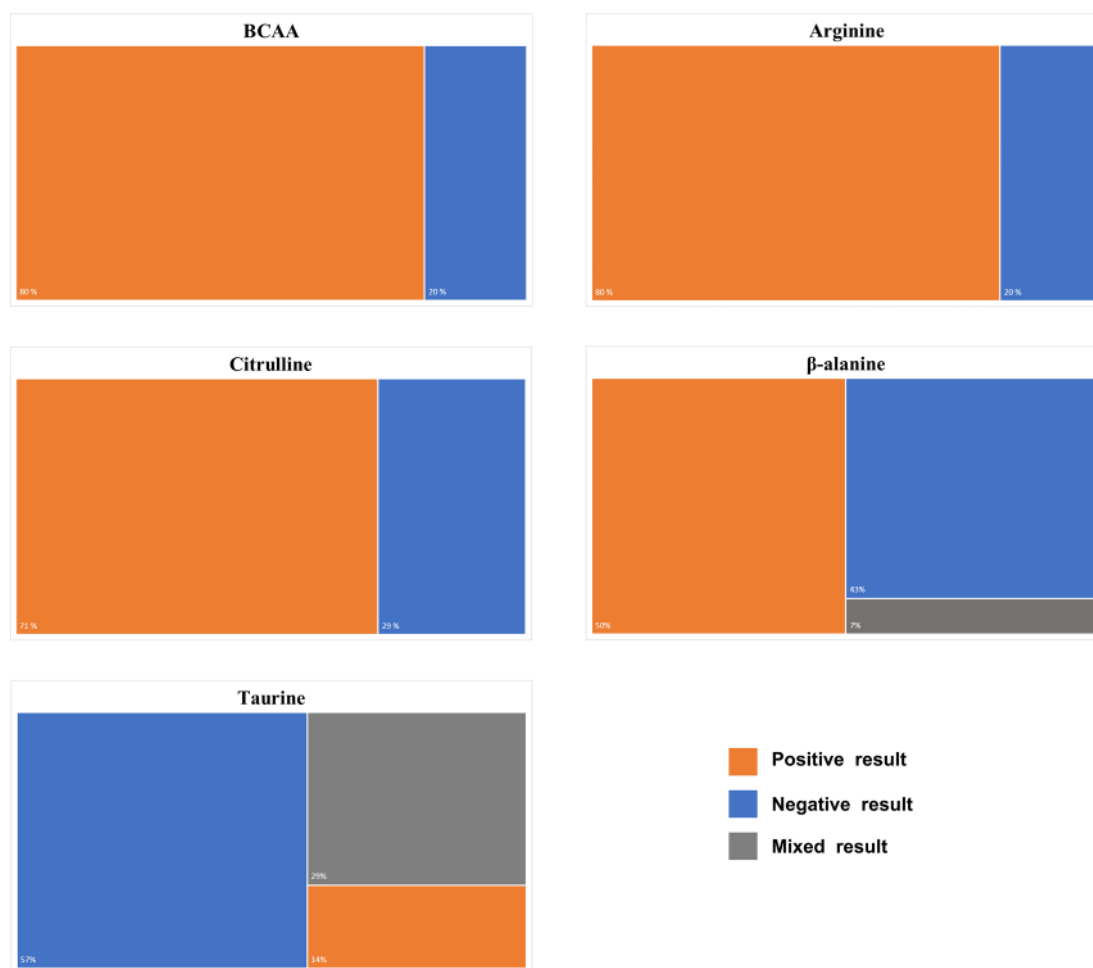 BCAA
80 %
20 %
Arginine
80 %
20 %
Citrulline
71 %
29 %
β-alanine
50%
43%
7%
Taurine
57%
29%
14%
Positive result
Negative result
Mixed result